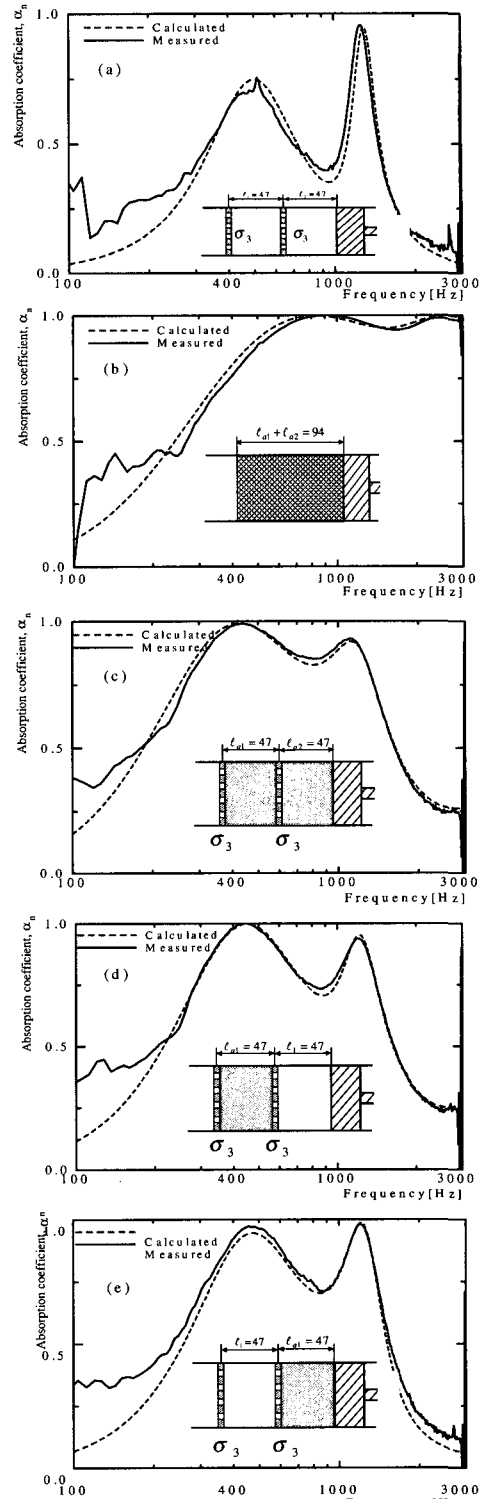 Absorption coefficient, αn
1.0
0.5
0.0
Calculated
Measured
(a)
ℓ1=47 ℓ1=47
σ3 σ3
100 400 1000 3000
Frequency[Hz]
Absorption coefficient, αn
1.0
0.5
0.0
Calculated
Measured
(b)
ℓa1+ℓa2=94
100 400 1000 3000
Frequency[Hz]
Absorption coefficient, αn
1.0
0.5
0.0
Calculated
Measured
(c)
ℓa1=47 ℓa2=47
σ3 σ3
100 400 1000 3000
Frequency[Hz]
Absorption coefficient, αn
1.0
0.5
0.0
Calculated
Measured
(d)
ℓa1=47 ℓ1=47
σ3 σ3
100 400 1000 3000
Frequency[Hz]
Absorption coefficient, αn
1.0
0.5
0.0
Calculated
Measured
(e)
ℓ1=47 ℓa1=47
σ3 σ3
100 400 1000 3000